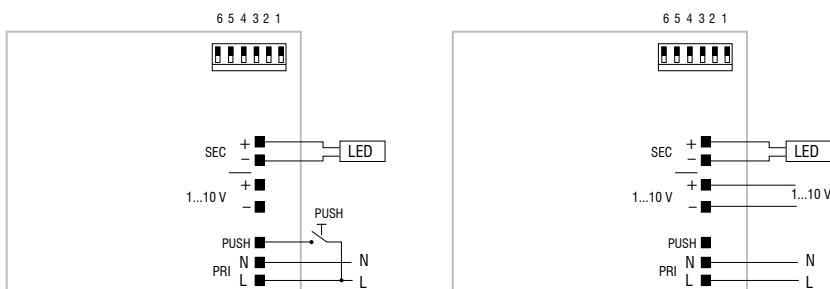 6 5 4 3 2 1
SEC + LED
−
1...10 V +
−
PUSH
PUSH
PRI N N
L L
6 5 4 3 2 1
SEC + LED
−
1...10 V + 1...10 V
−
PUSH
PRI N N
L L